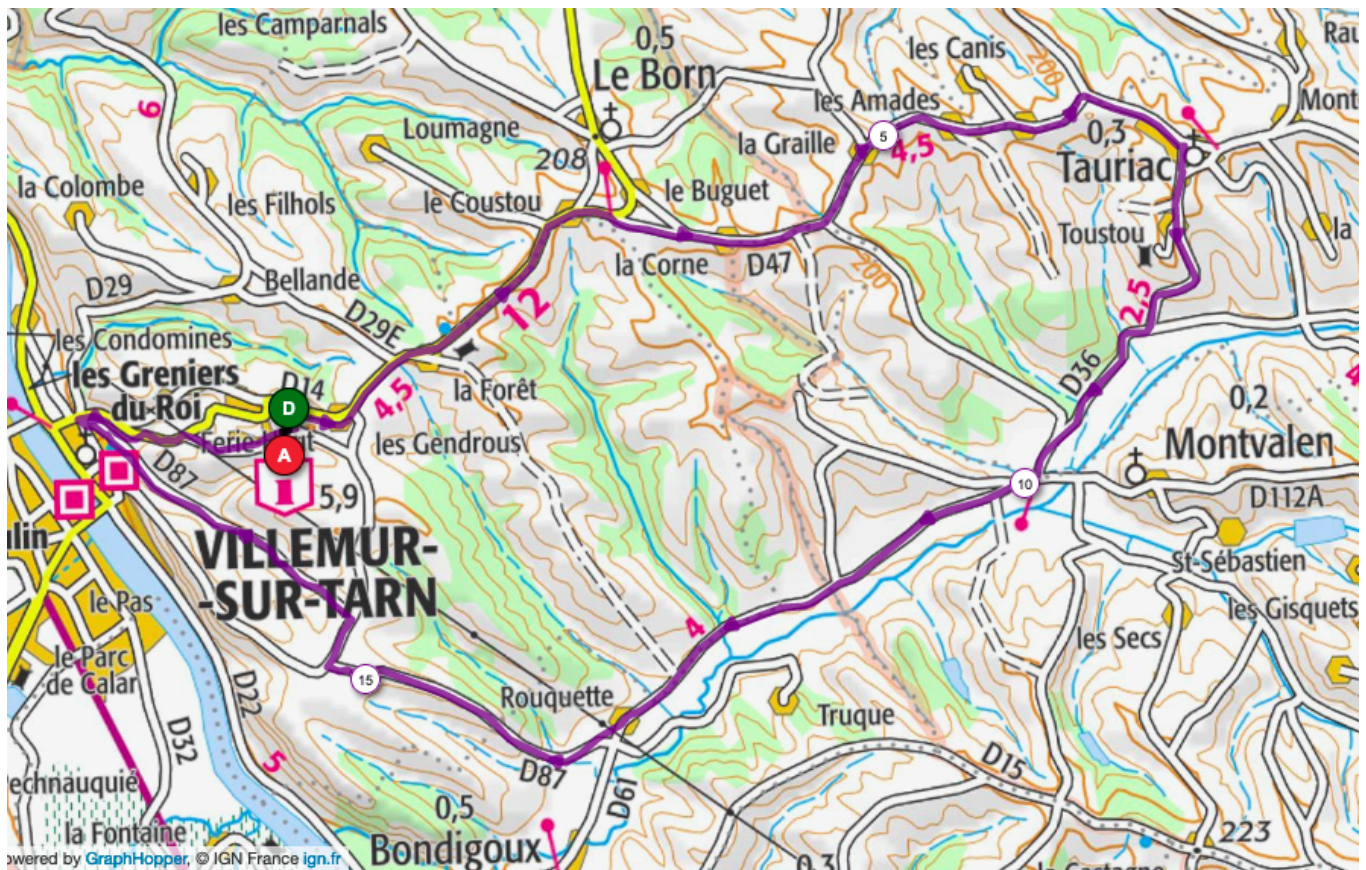 les Camparnals
0,5
Le Born
les Canis
200
Rau
6
les Amades
Mont
Loumagne
208
la Graille
5
4,5
0,3
Tauriac
la Colombe
les Filhols
le Coustou
le Buguet
Toustou
la
Bellande
la Corne
D47
200
D29
12
2,5
D29E
les Condomines
les Greniers
du-Roi
D14
D
la Forêt
4,5
D36
0,2
Montvalen
A
les Gendrous
D87
5,9
10
D112A
ulin
VILLEMUR-
-SUR-TARN
St-Sébastien
le Pas
les Gisquets
4
les Secs
le Parc
de Calar
15
D22
Rouquette
Truque
D32
5
D87
D61
D15
echnauquié
0,5
la Fontaine
Bondigoux
223
0,3
owered by GraphHopper, © IGN France ign.fr